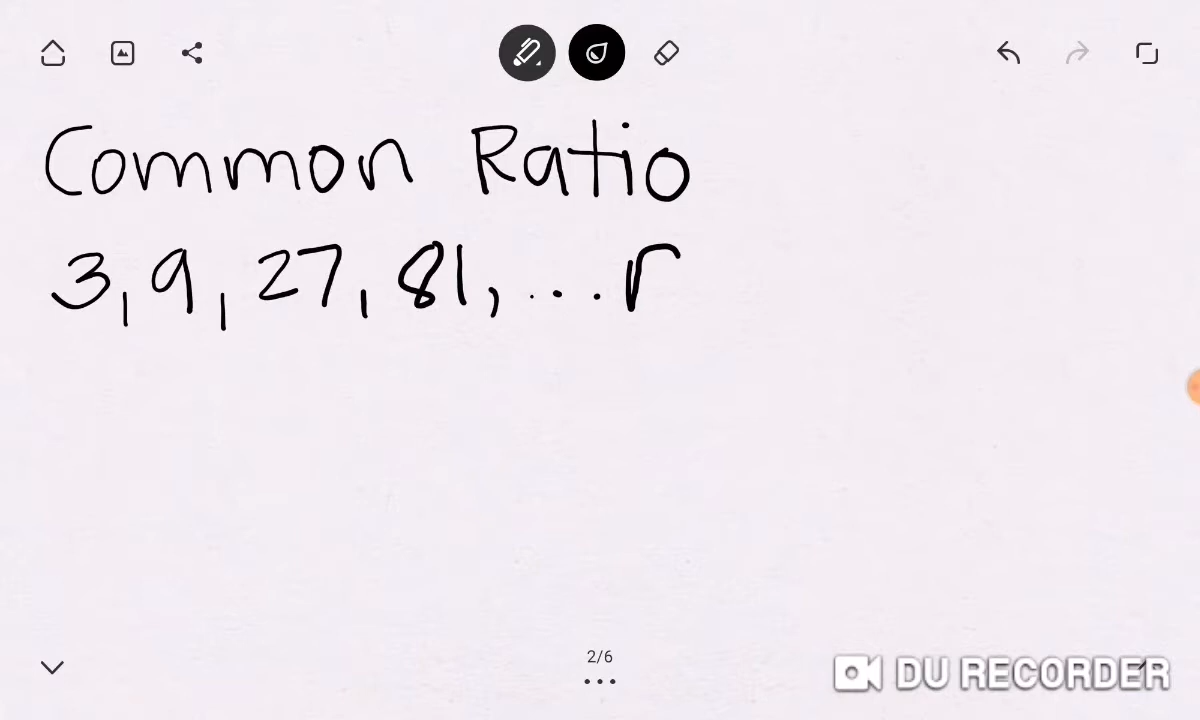 Common Ratio
3, 9, 27, 81, ... r
2/6
DU RECORDER